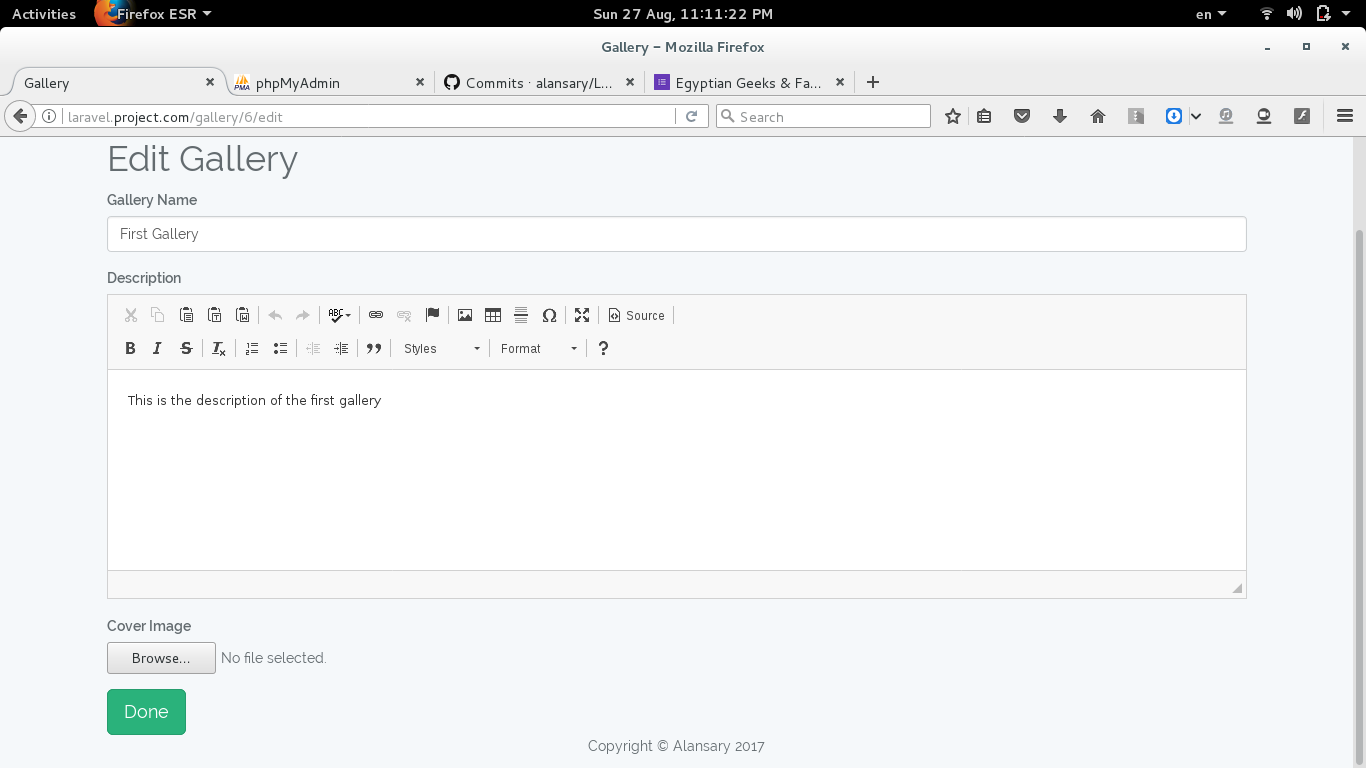 Activities Firefox ESR Sun 27 Aug, 11:11:22 PM en
Gallery – Mozilla Firefox
Gallery phpMyAdmin Commits · alansary/L... Egyptian Geeks & Fa...
laravel.project.com/gallery/6/edit Search
Edit Gallery
Gallery Name
First Gallery
Description
ABC Source
B I S Styles Format ?
This is the description of the first gallery
Cover Image
Browse... No file selected.
Done
Copyright © Alansary 2017